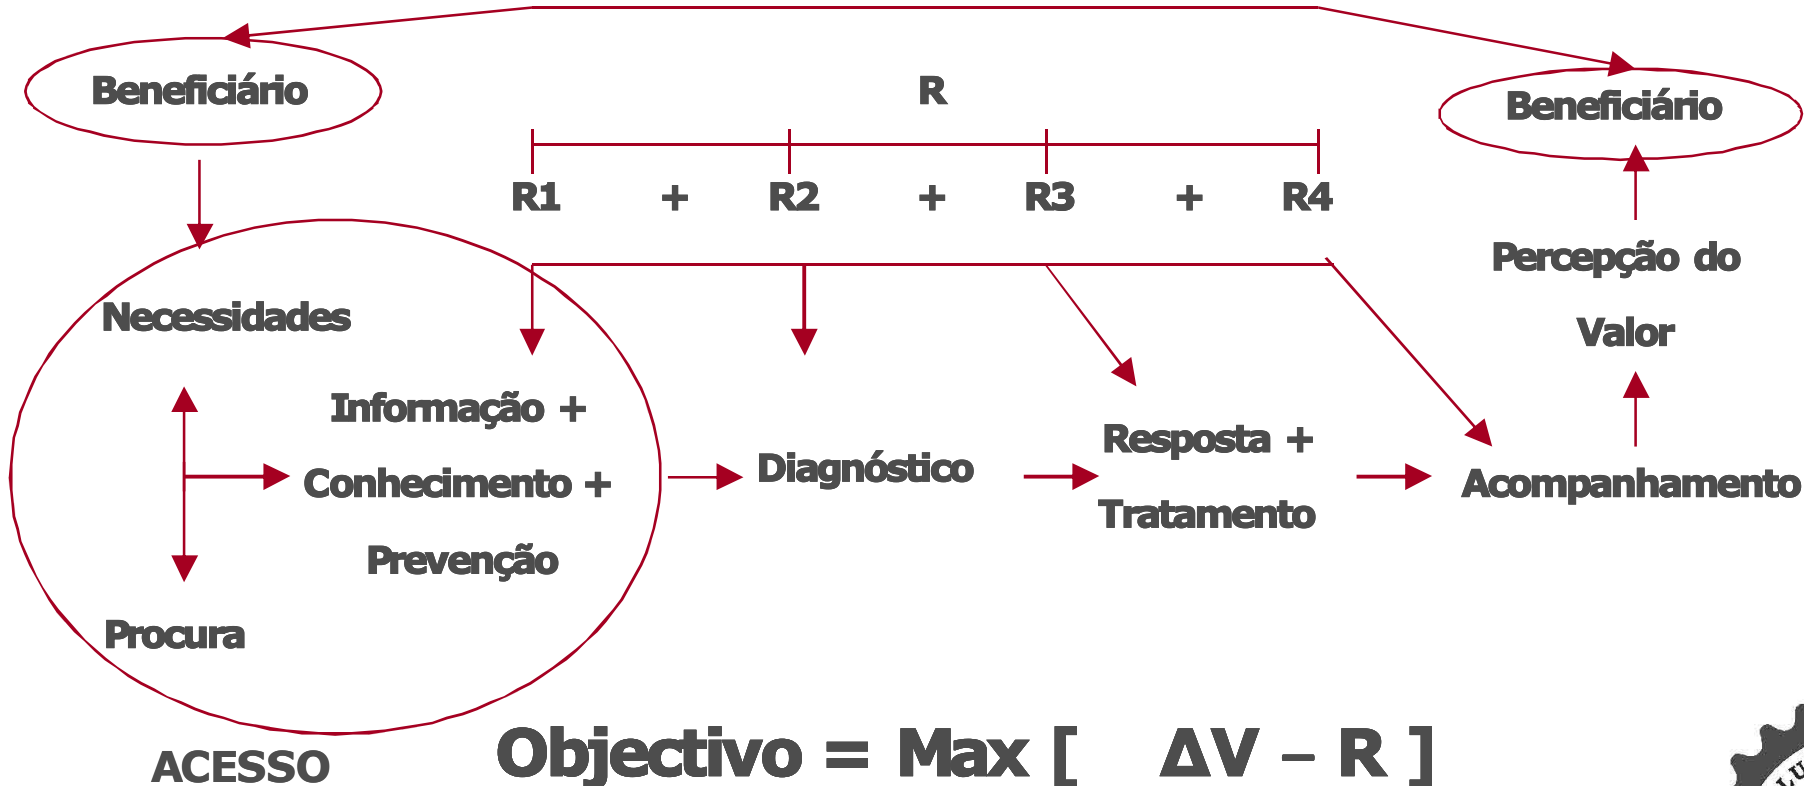 Beneficiário
R
Beneficiário
R1 + R2 + R3 + R4
Percepção do
Valor
Necessidades
Informação +
Conhecimento +
Prevenção
Procura
Diagnóstico
Resposta +
Tratamento
Acompanhamento
ACESSO
Objectivo = Max [ ΔV – R ]